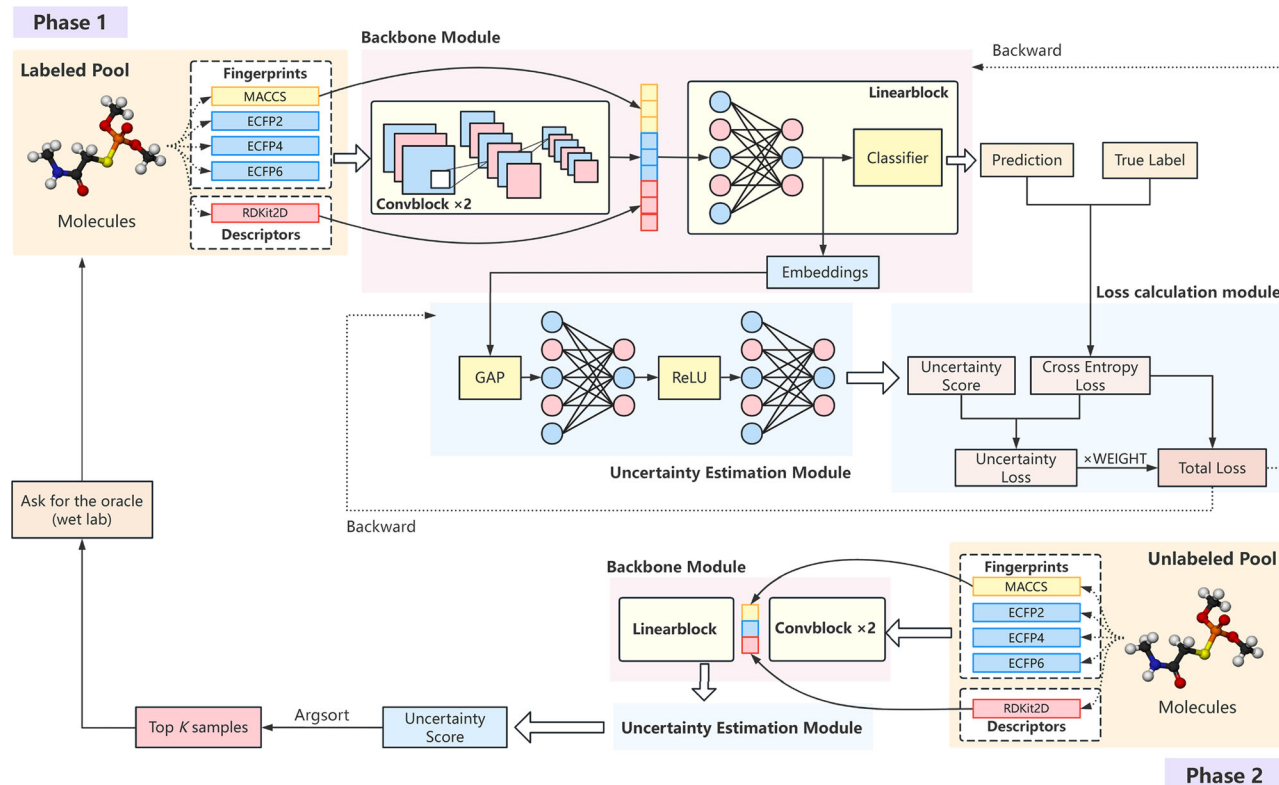 Phase 1
Labeled Pool
Molecules
Fingerprints
MACCS
ECFP2
ECFP4
ECFP6
RDKit2D
Descriptors
Backbone Module
Convblock ×2
Linearblock
Classifier
Embeddings
Backward
Prediction
True Label
Loss calculation module
GAP
ReLU
Uncertainty Estimation Module
Uncertainty
Score
Cross Entropy
Loss
Uncertainty
Loss
×WEIGHT
Total Loss
Backward
Ask for the oracle
(wet lab)
Backbone Module
Linearblock
Convblock ×2
Fingerprints
MACCS
ECFP2
ECFP4
ECFP6
RDKit2D
Descriptors
Unlabeled Pool
Molecules
Uncertainty Estimation Module
Uncertainty
Score
Argsort
Top K samples
Phase 2